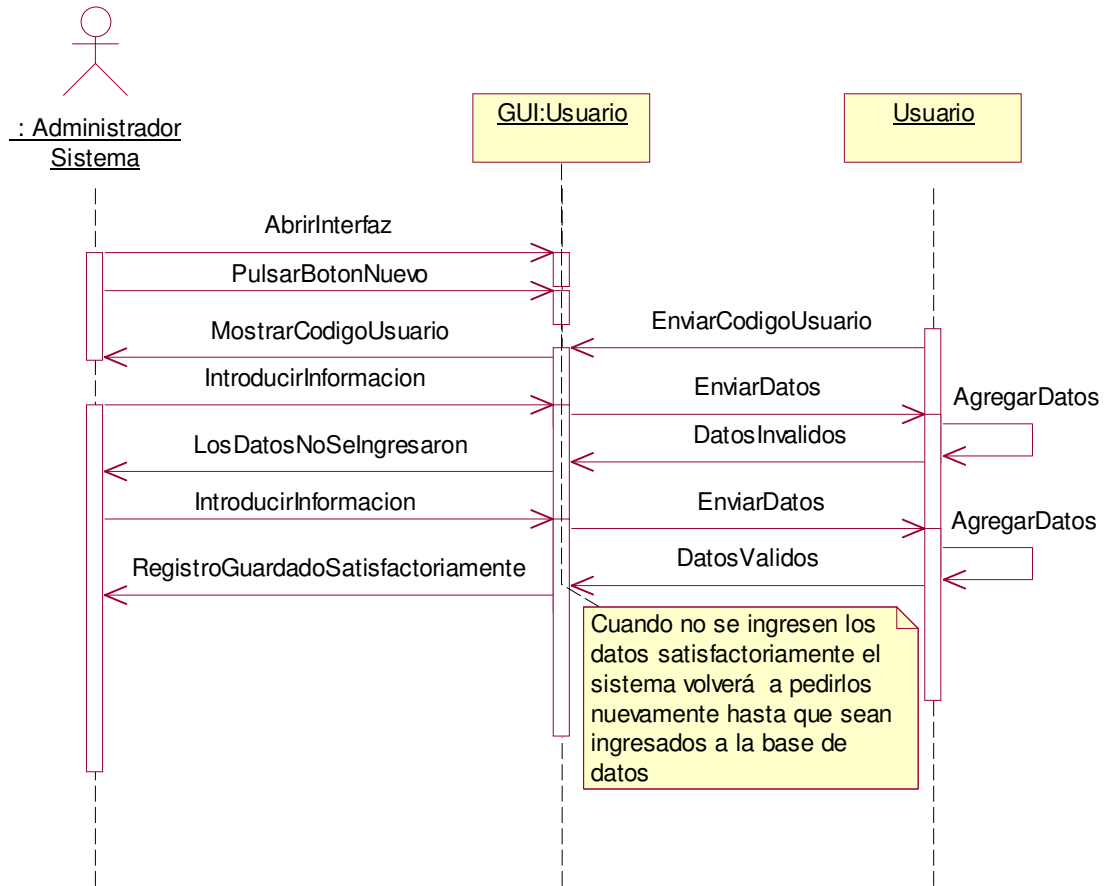 : Administrador
Sistema
GUI:Usuario
Usuario
AbrirInterfaz
PulsarBotonNuevo
EnviarCodigoUsuario
MostrarCodigoUsuario
IntroducirInformacion
EnviarDatos
AgregarDatos
DatosInvalidos
LosDatosNoSeIngresaron
IntroducirInformacion
EnviarDatos
AgregarDatos
DatosValidos
RegistroGuardadoSatisfactoriamente
Cuando no se ingresen los
datos satisfactoriamente el
sistema volverá a pedirlos
nuevamente hasta que sean
ingresados a la base de
datos